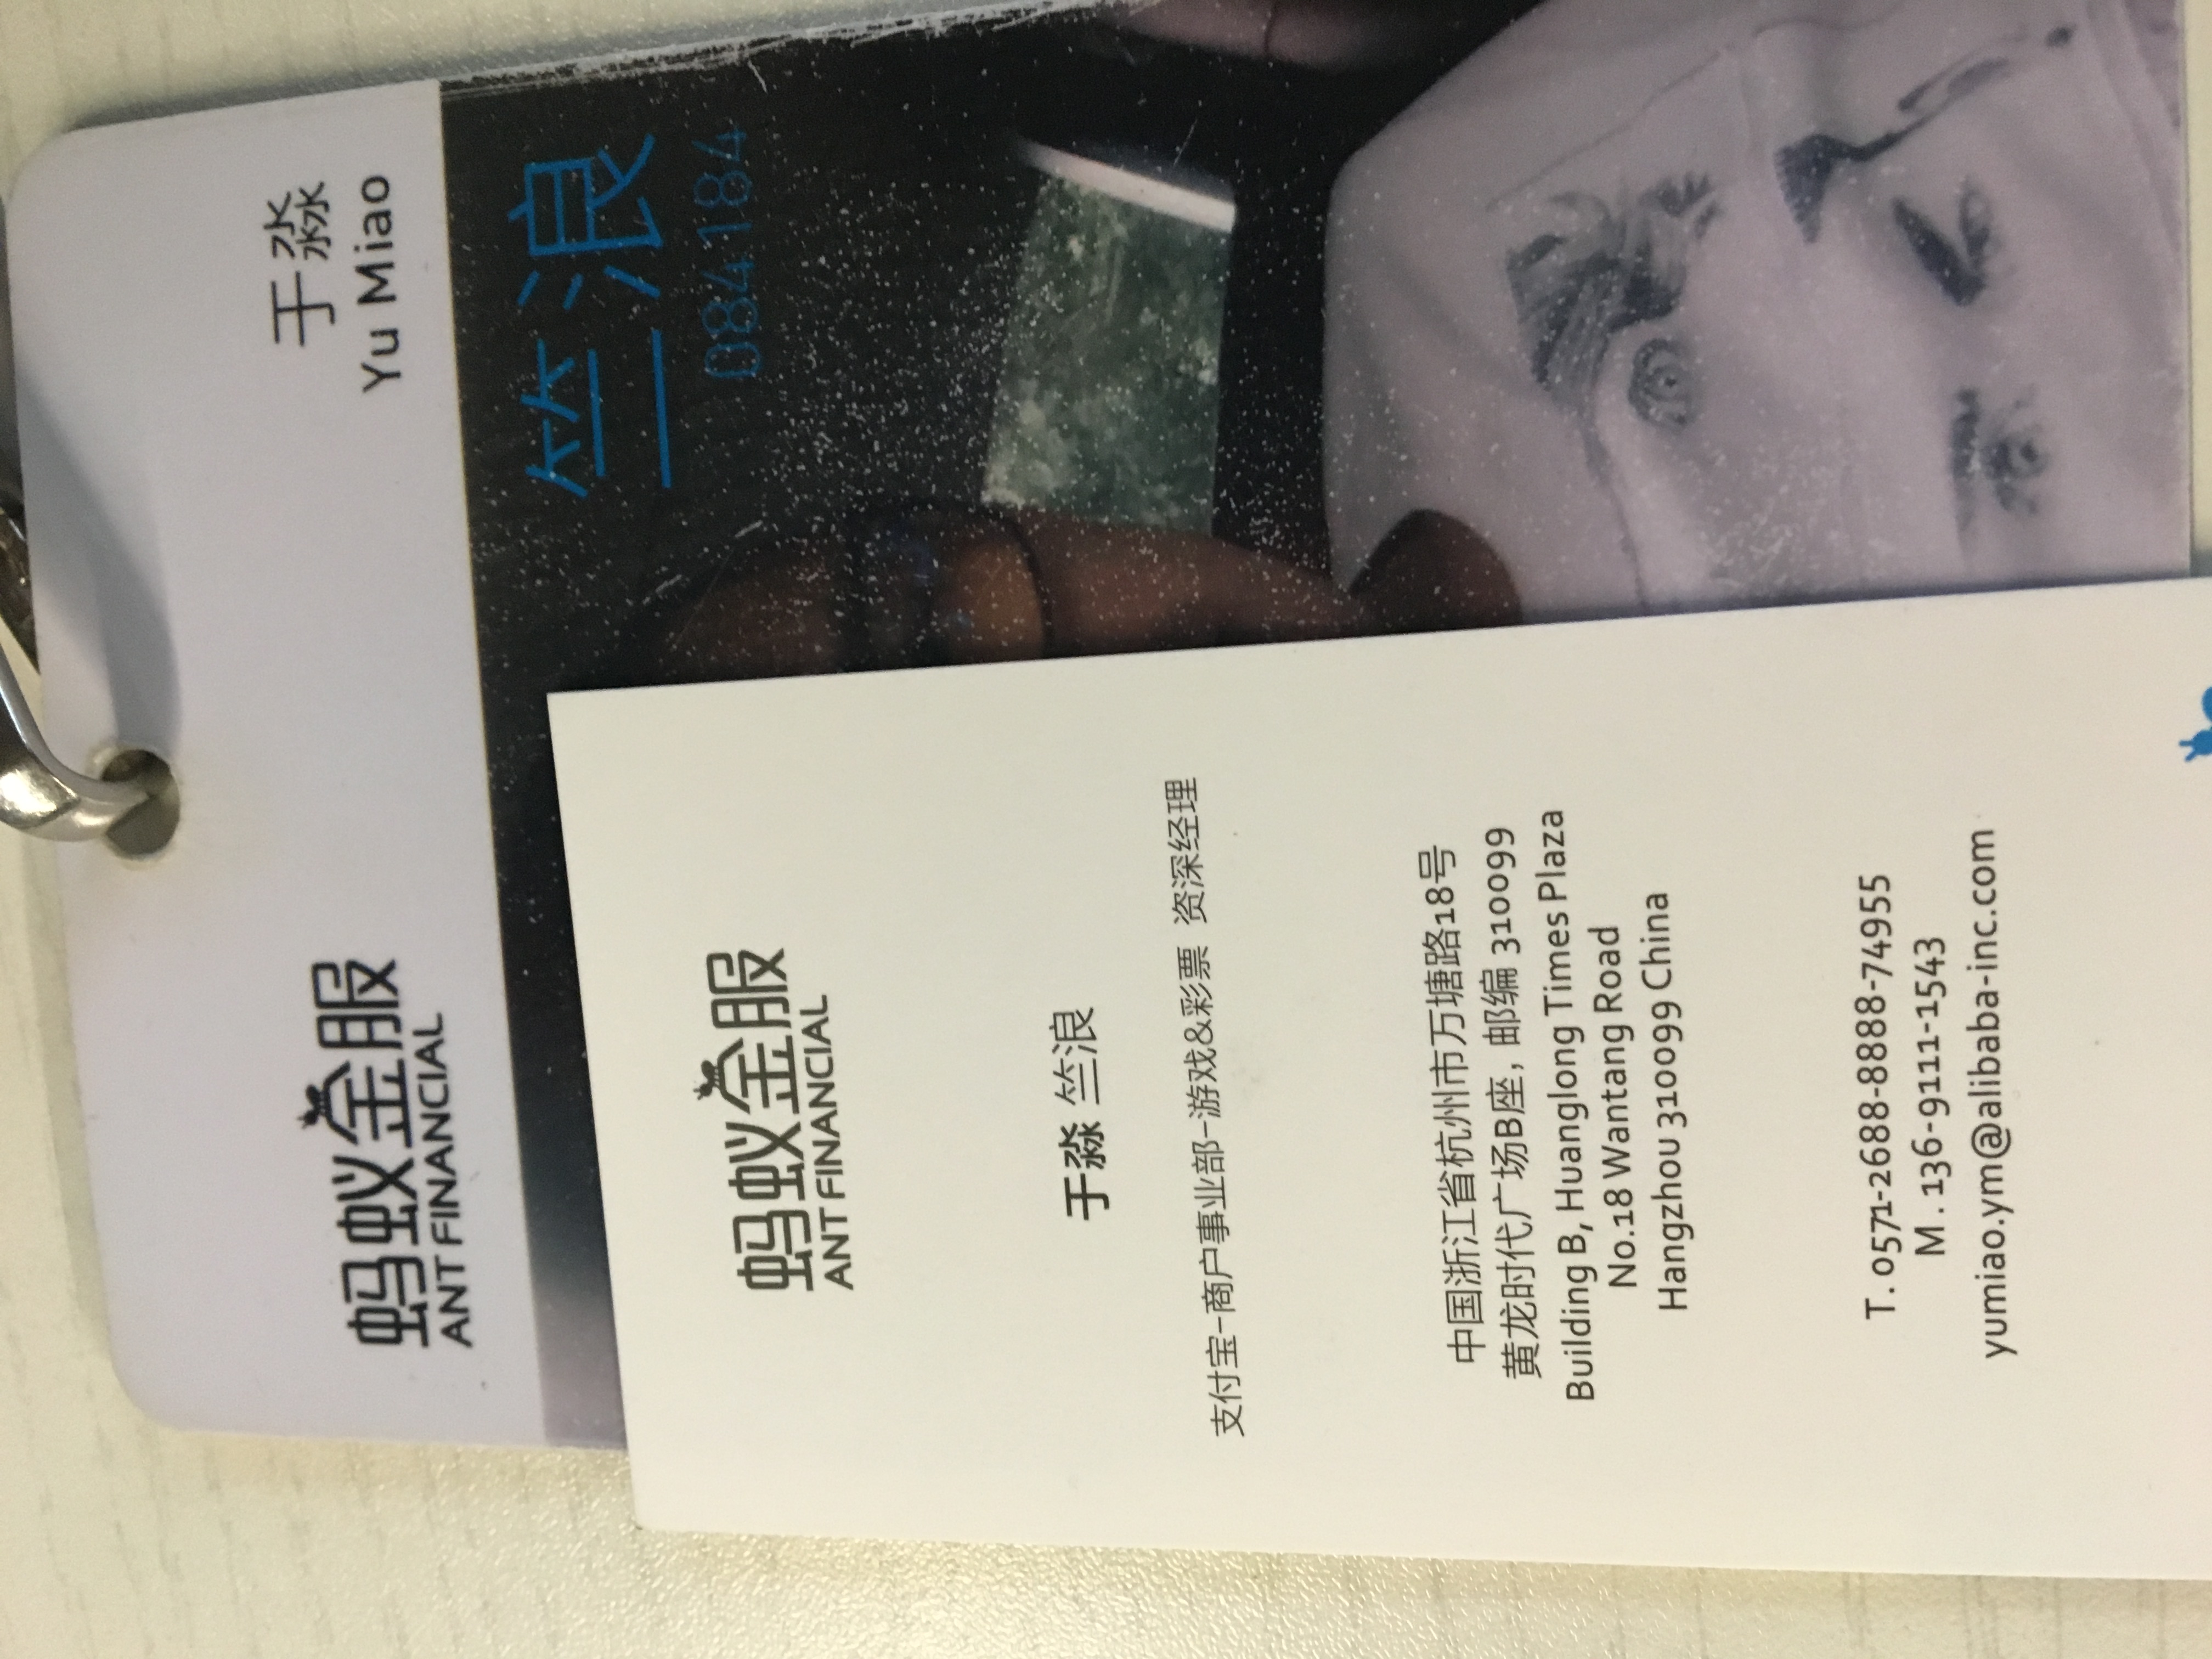 蚂蚁金服
ANT FINANCIAL
于淼
Yu Miao
竺浪
084184
蚂蚁金服
ANT FINANCIAL
于淼 竺浪
支付宝-商户事业部-游戏&彩票 资深经理
中国浙江省杭州市万塘路18号
黄龙时代广场B座, 邮编 310099
Building B, Huanglong Times Plaza
No.18 Wantang Road
Hangzhou 310099 China
T. 0571-2688-8888-74955
M . 136-9111-1543
yumiao.ym@alibaba-inc.com